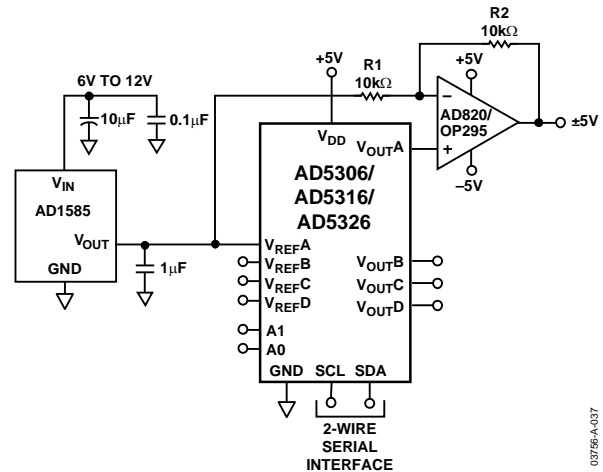 R2
10kΩ
+5V
R1
10kΩ
+5V
6V TO 12V
10μF
0.1μF
AD820/
OP295
±5V
–5V
VIN
AD1585
VOUT
GND
1μF
VDD
VOUTA
AD5306/
AD5316/
AD5326
VREFA
VREFB
VREFC
VREFD
VOUTB
VOUTC
VOUTD
A1
A0
GND SCL SDA
2-WIRE
SERIAL
INTERFACE
–
+
03756-A-037